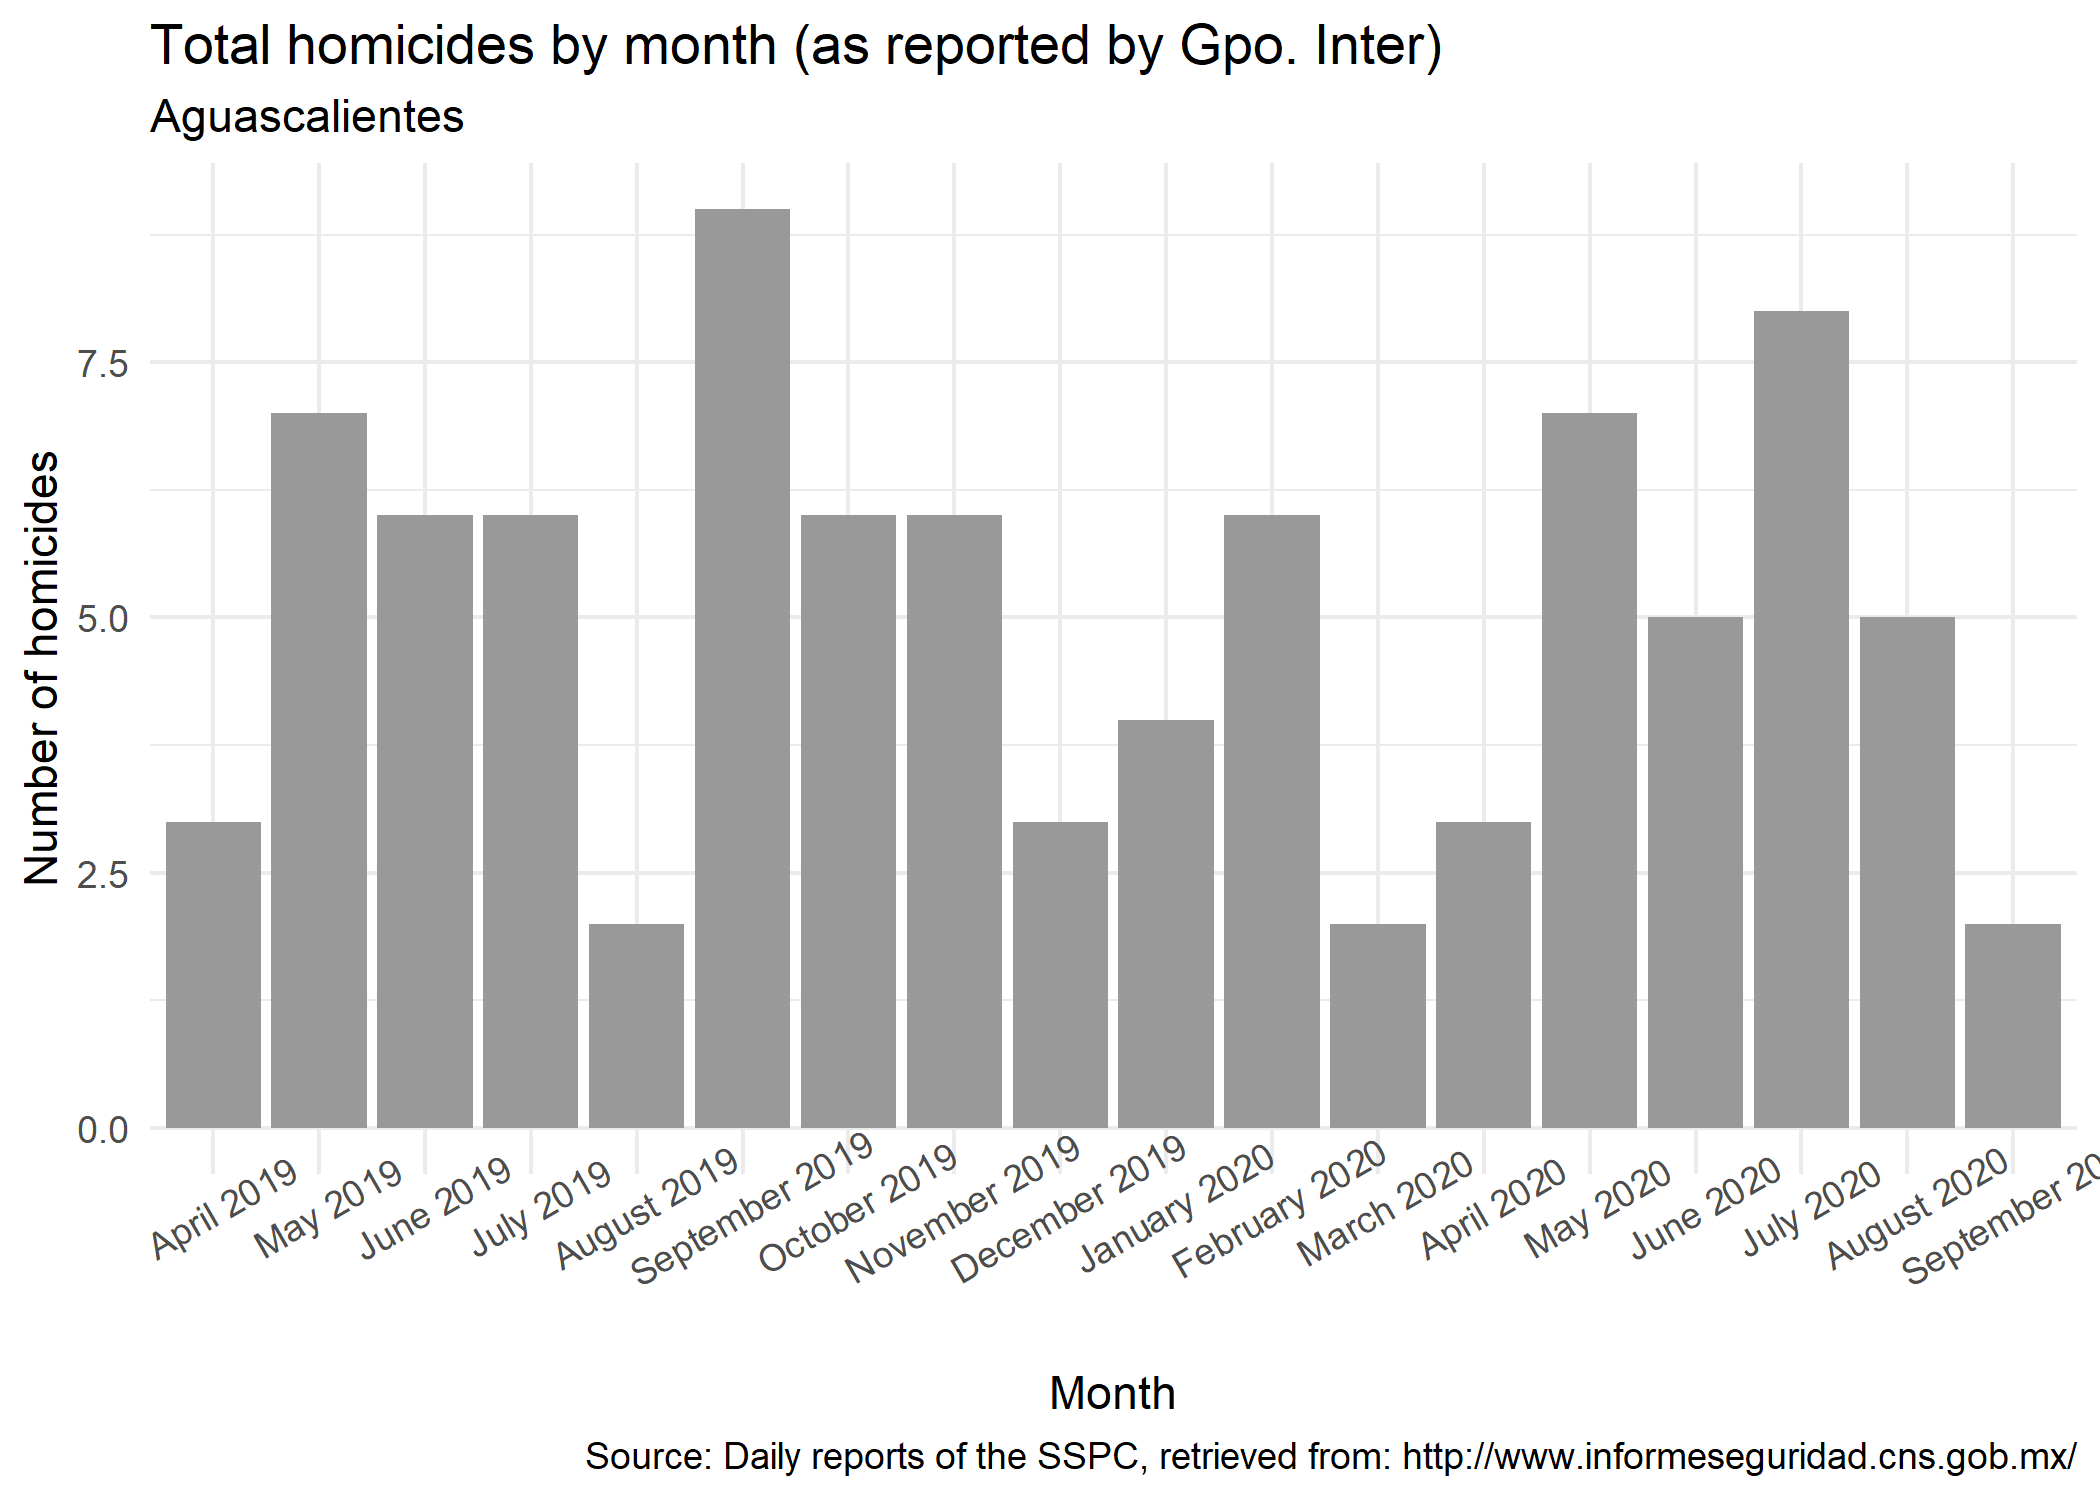 Total homicides by month (as reported by Gpo. Inter)
Aguascalientes
Number of homicides
7.5
5.0
2.5
0.0
April 2019
May 2019
June 2019
July 2019
August 2019
September 2019
October 2019
November 2019
December 2019
January 2020
February 2020
March 2020
April 2020
May 2020
June 2020
July 2020
August 2020
September 20
Month
Source: Daily reports of the SSPC, retrieved from: http://www.informeseguridad.cns.gob.mx/